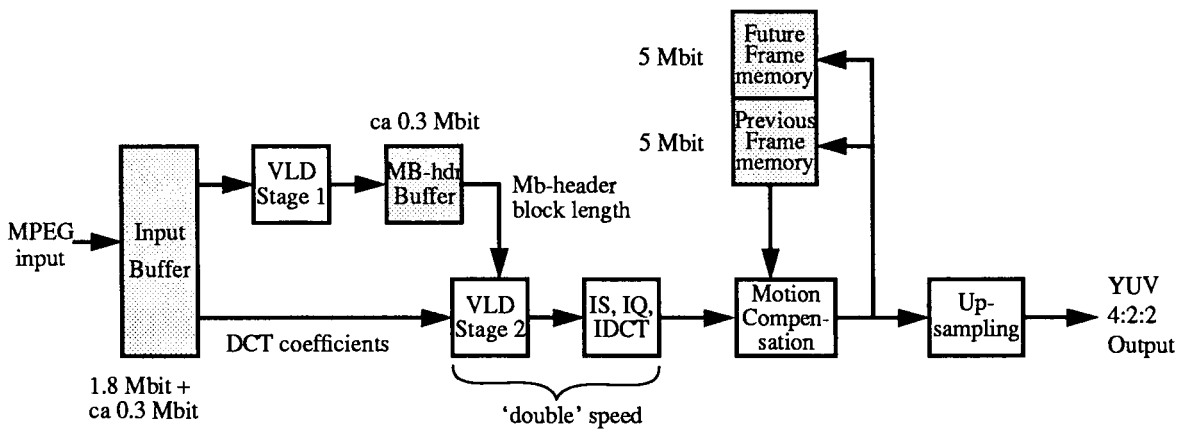 5 Mbit
Future
Frame
memory
5 Mbit
Previous
Frame
memory
ca 0.3 Mbit
VLD
Stage 1
MB-hdr
Buffer
Mb-header
block length
MPEG
input
Input
Buffer
DCT coefficients
VLD
Stage 2
IS, IQ,
IDCT
Motion
Compen-
sation
Up-
sampling
YUV
4:2:2
Output
1.8 Mbit +
ca 0.3 Mbit
‘double’ speed